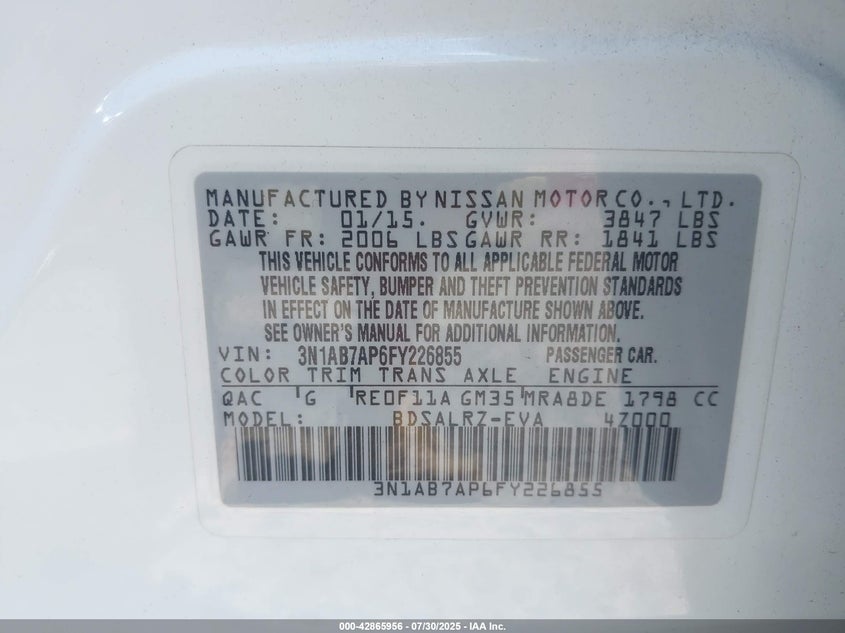 MANUFACTURED BY NISSAN MOTOR CO., LTD.
DATE: 01/15. GVWR: 3847 LBS
GAWR FR: 2006 LBS GAWR RR: 1841 LBS
THIS VEHICLE CONFORMS TO ALL APPLICABLE FEDERAL MOTOR
VEHICLE SAFETY, BUMPER AND THEFT PREVENTION STANDARDS
IN EFFECT ON THE DATE OF MANUFACTURE SHOWN ABOVE.
SEE OWNER'S MANUAL FOR ADDITIONAL INFORMATION.
VIN: 3N1AB7AP6FY226855 PASSENGER CAR.
COLOR TRIM TRANS AXLE ENGINE
QAC G RE0F11A GM35 MRA8DE 1798 CC
MODEL: BDSALRZ-EVA 4Z000
3N1AB7AP6FY226855
000-42865956 - 07/30/2025 - IAA Inc.